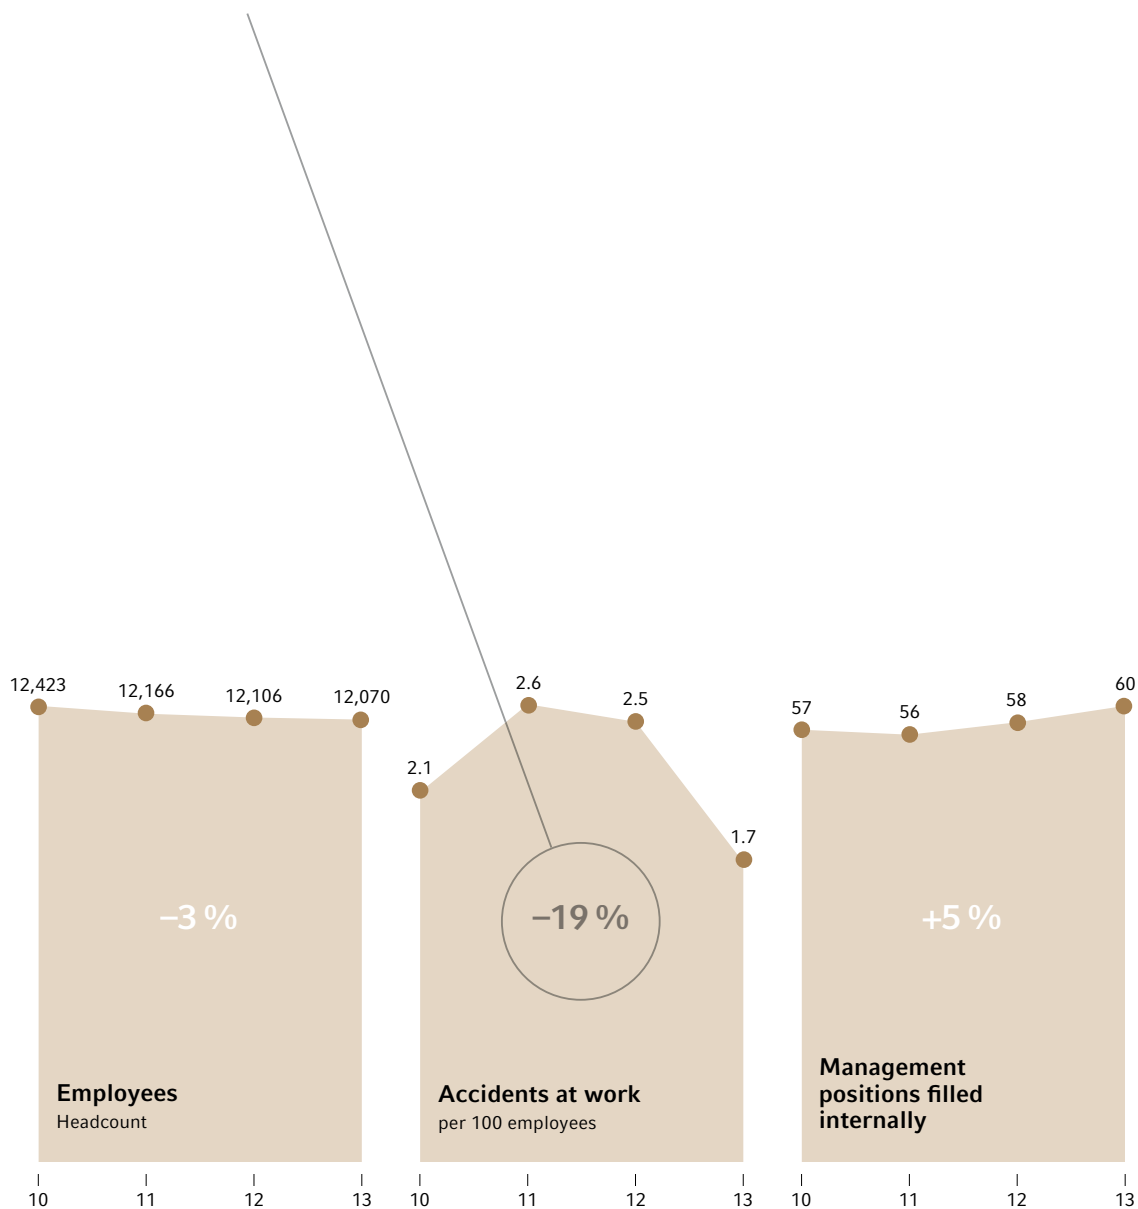 12,423
12,166
12,106
12,070
–3 %
Employees
Headcount
10 11 12 13
2.1
2.6
2.5
1.7
–19 %
Accidents at work
per 100 employees
10 11 12 13
57
56
58
60
+5 %
Management
positions filled
internally
10 11 12 13